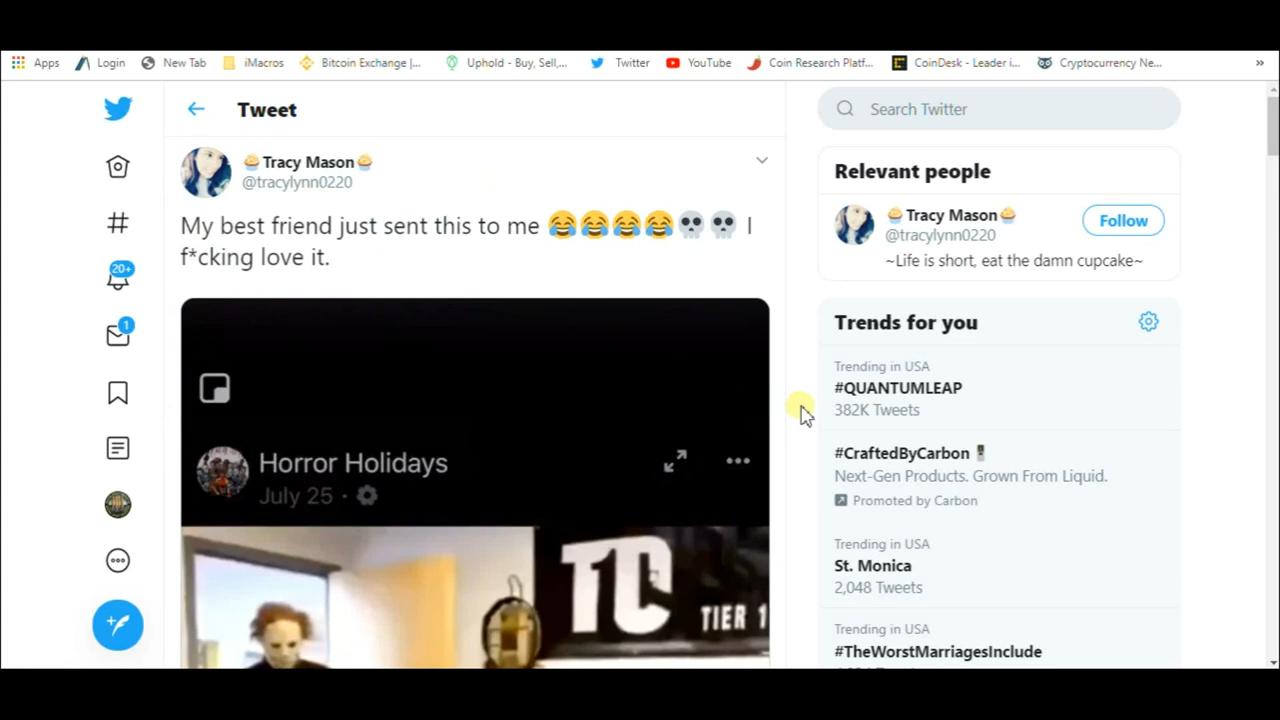 Apps Login New Tab iMacros Bitcoin Exchange |... Uphold - Buy, Sell,... Twitter YouTube Coin Research Platf... CoinDesk - Leader i... Cryptocurrency Ne... »
Tweet
Search Twitter
🧁Tracy Mason🧁
@tracylynn0220
My best friend just sent this to me 😂😂😂😂💀💀 I
f*cking love it.
Horror Holidays
July 25 ·
TC
TIER 1
20+
1
Relevant people
🧁Tracy Mason🧁
@tracylynn0220
Follow
~Life is short, eat the damn cupcake~
Trends for you
Trending in USA
#QUANTUMLEAP
382K Tweets
#CraftedByCarbon
Next-Gen Products. Grown From Liquid.
Promoted by Carbon
Trending in USA
St. Monica
2,048 Tweets
Trending in USA
#TheWorstMarriagesInclude